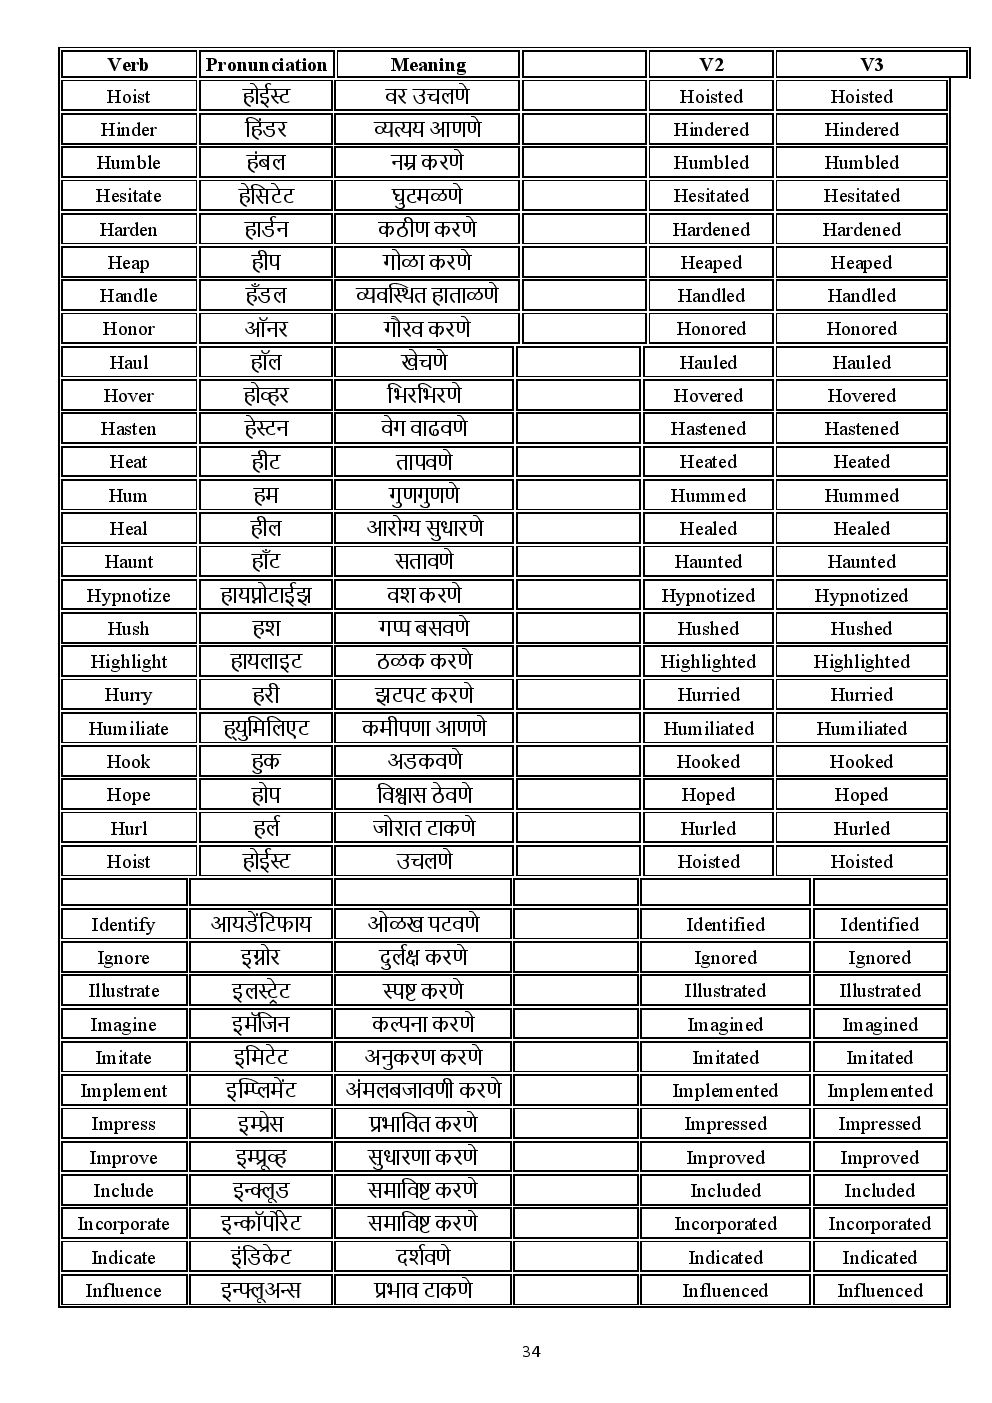 Verb Pronunciation Meaning V2 V3
Hoist होईस्ट वर उचलणे Hoisted Hoisted
Hinder हिंडर व्यत्यय आणणे Hindered Hindered
Humble हंबल नम्र करणे Humbled Humbled
Hesitate हेसिटेट घुटमळणे Hesitated Hesitated
Harden हार्डन कठीण करणे Hardened Hardened
Heap हीप गोळा करणे Heaped Heaped
Handle हँडल व्यवस्थित हाताळणे Handled Handled
Honor ऑनर गौरव करणे Honored Honored
Haul हॉल खेचणे Hauled Hauled
Hover होव्हर भिरभिरणे Hovered Hovered
Hasten हेस्टन वेग वाढवणे Hastened Hastened
Heat हीट तापवणे Heated Heated
Hum हम गुणगुणणे Hummed Hummed
Heal हील आरोग्य सुधारणे Healed Healed
Haunt हाँट सतावणे Haunted Haunted
Hypnotize हायप्नोटाईझ वश करणे Hypnotized Hypnotized
Hush हश गप्प बसवणे Hushed Hushed
Highlight हायलाइट ठळक करणे Highlighted Highlighted
Hurry हरी झटपट करणे Hurried Hurried
Humiliate ह्युमिलिएट कमीपणा आणणे Humiliated Humiliated
Hook हुक अडकवणे Hooked Hooked
Hope होप विश्वास ठेवणे Hoped Hoped
Hurl हर्ल जोरात टाकणे Hurled Hurled
Hoist होईस्ट उचलणे Hoisted Hoisted
Identify आयडेंटिफाय ओळख पटवणे Identified Identified
Ignore इग्नोर दुर्लक्ष करणे Ignored Ignored
Illustrate इलस्ट्रेट स्पष्ट करणे Illustrated Illustrated
Imagine इमॅजिन कल्पना करणे Imagined Imagined
Imitate इमिटेट अनुकरण करणे Imitated Imitated
Implement इम्प्लिमेंट अंमलबजावणी करणे Implemented Implemented
Impress इम्प्रेस प्रभावित करणे Impressed Impressed
Improve इम्प्रूव्ह सुधारणा करणे Improved Improved
Include इन्क्लूड समाविष्ट करणे Included Included
Incorporate इन्कॉर्पोरेट समाविष्ट करणे Incorporated Incorporated
Indicate इंडिकेट दर्शवणे Indicated Indicated
Influence इन्फ्लूअन्स प्रभाव टाकणे Influenced Influenced
34